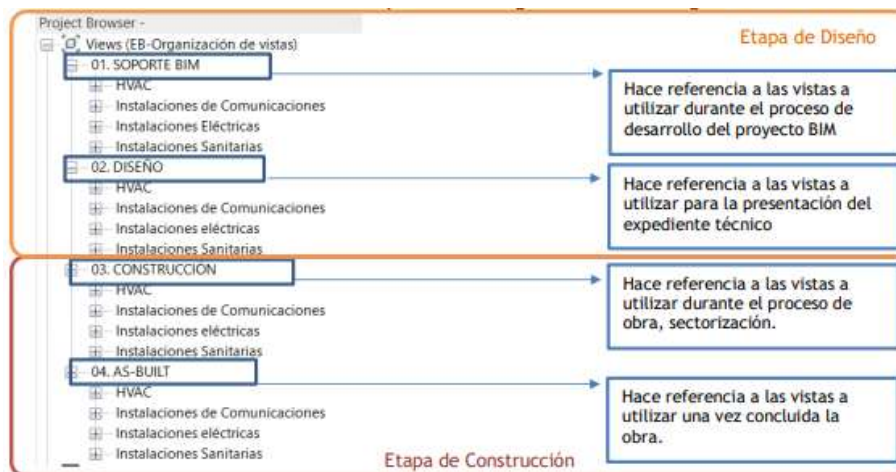 Project Browser -
Views (EB-Organización de vistas)
Etapa de Diseño
01. SOPORTE BIM
HVAC
Instalaciones de Comunicaciones
Instalaciones Eléctricas
Instalaciones Sanitarias
Hace referencia a las vistas a
utilizar durante el proceso de
desarrollo del proyecto BIM
02. DISEÑO
HVAC
Instalaciones de Comunicaciones
Instalaciones eléctricas
Instalaciones Sanitarias
Hace referencia a las vistas a
utilizar para la presentación del
expediente técnico
03. CONSTRUCCIÓN
HVAC
Instalaciones de Comunicaciones
Instalaciones eléctricas
Instalaciones Sanitarias
Hace referencia a las vistas a
utilizar durante el proceso de
obra, sectorización.
04. AS-BUILT
HVAC
Instalaciones de Comunicaciones
Instalaciones eléctricas
Instalaciones Sanitarias
Hace referencia a las vistas a
utilizar una vez concluida la
obra.
Etapa de Construcción